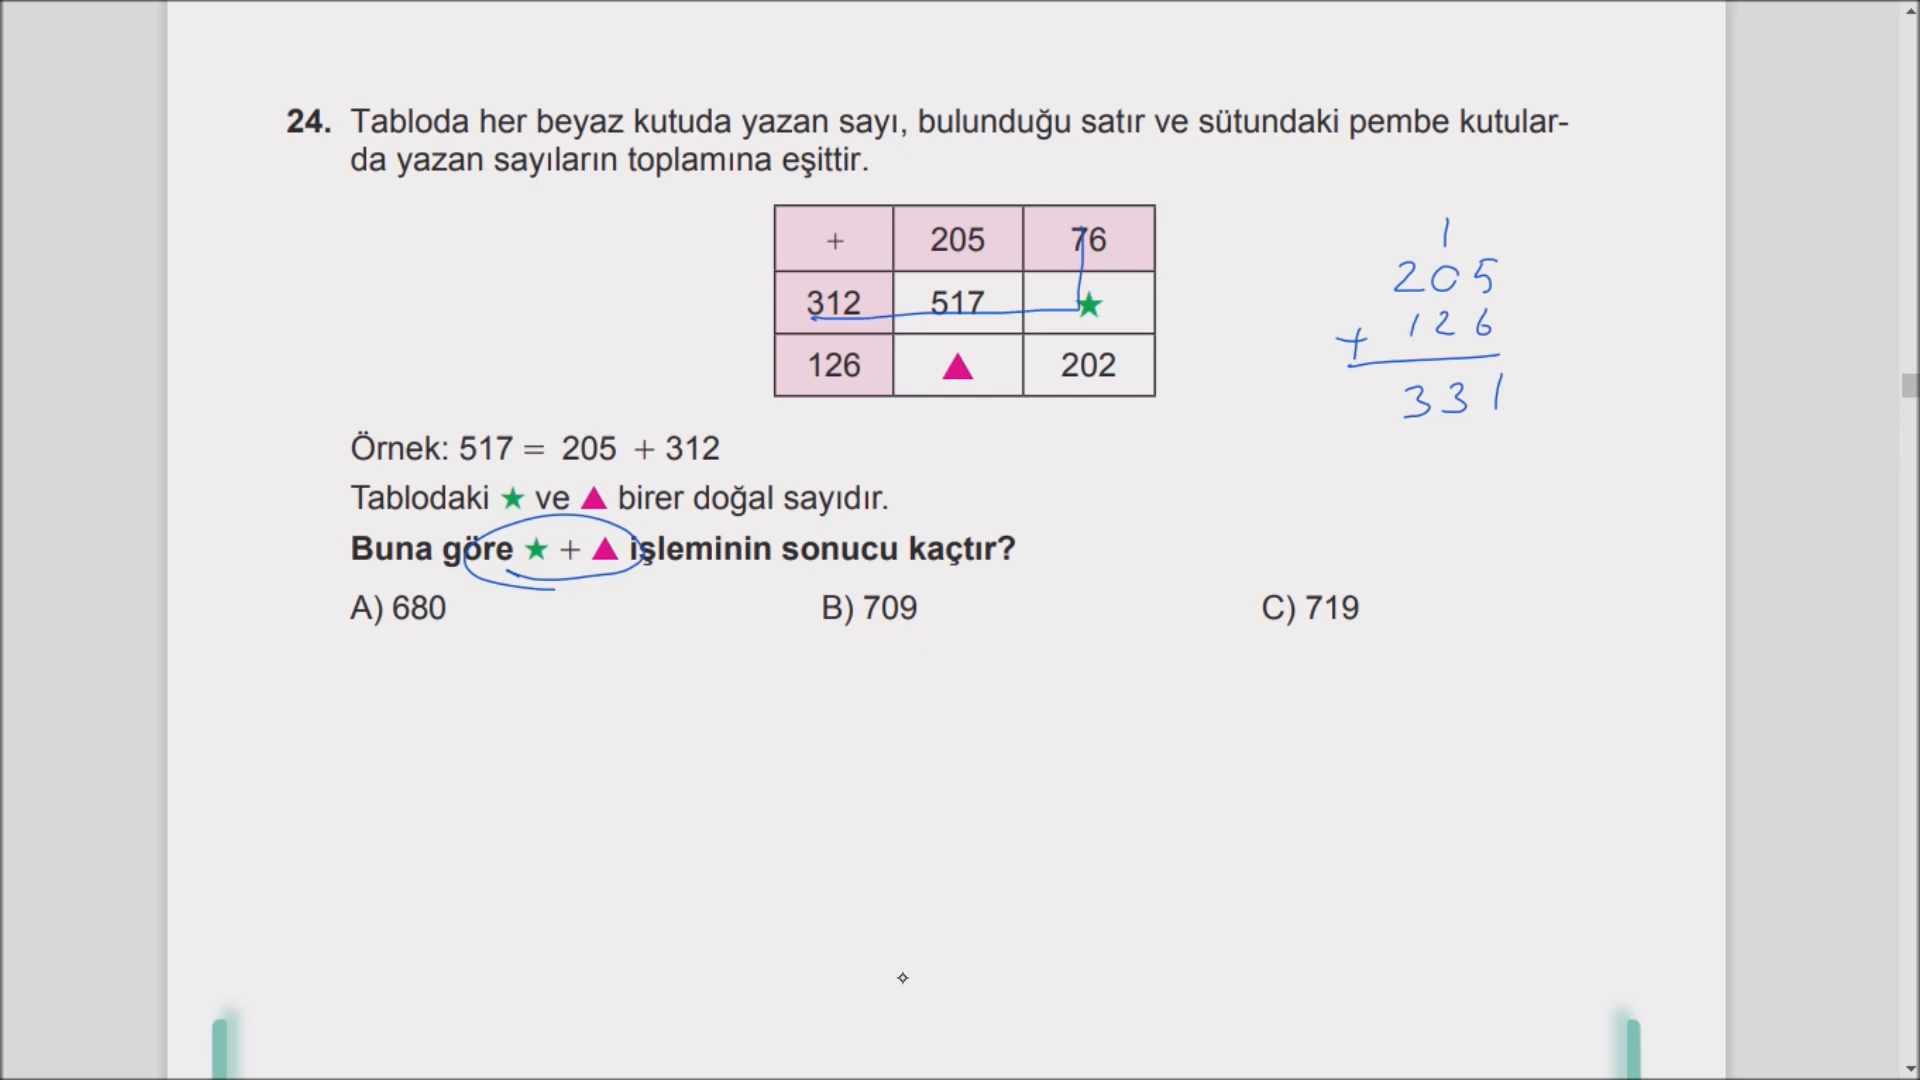 24. Tabloda her beyaz kutuda yazan sayı, bulunduğu satır ve sütundaki pembe kutular-
da yazan sayıların toplamına eşittir.
+ 205 76
312 517 ★
126 ▲ 202
1
205
+ 126
331
Örnek: 517 = 205 + 312
Tablodaki ★ ve ▲ birer doğal sayıdır.
Buna göre ★ + ▲ işleminin sonucu kaçtır?
A) 680 B) 709 C) 719